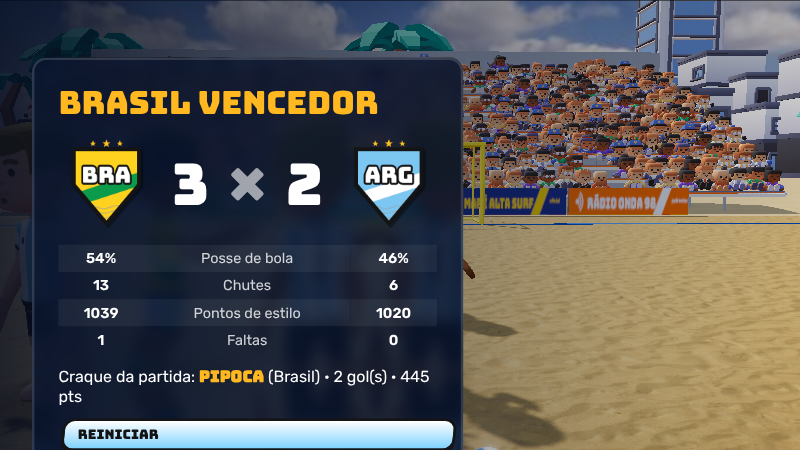 BRASIL VENCEDOR
BRA 3 × 2 ARG
54% Posse de bola 46%
13 Chutes 6
1039 Pontos de estilo 1020
1 Faltas 0
Craque da partida: PIPOCA (Brasil) • 2 gol(s) • 445
pts
REINICIAR
ALTA SURF
RÁDIO ONDA 98